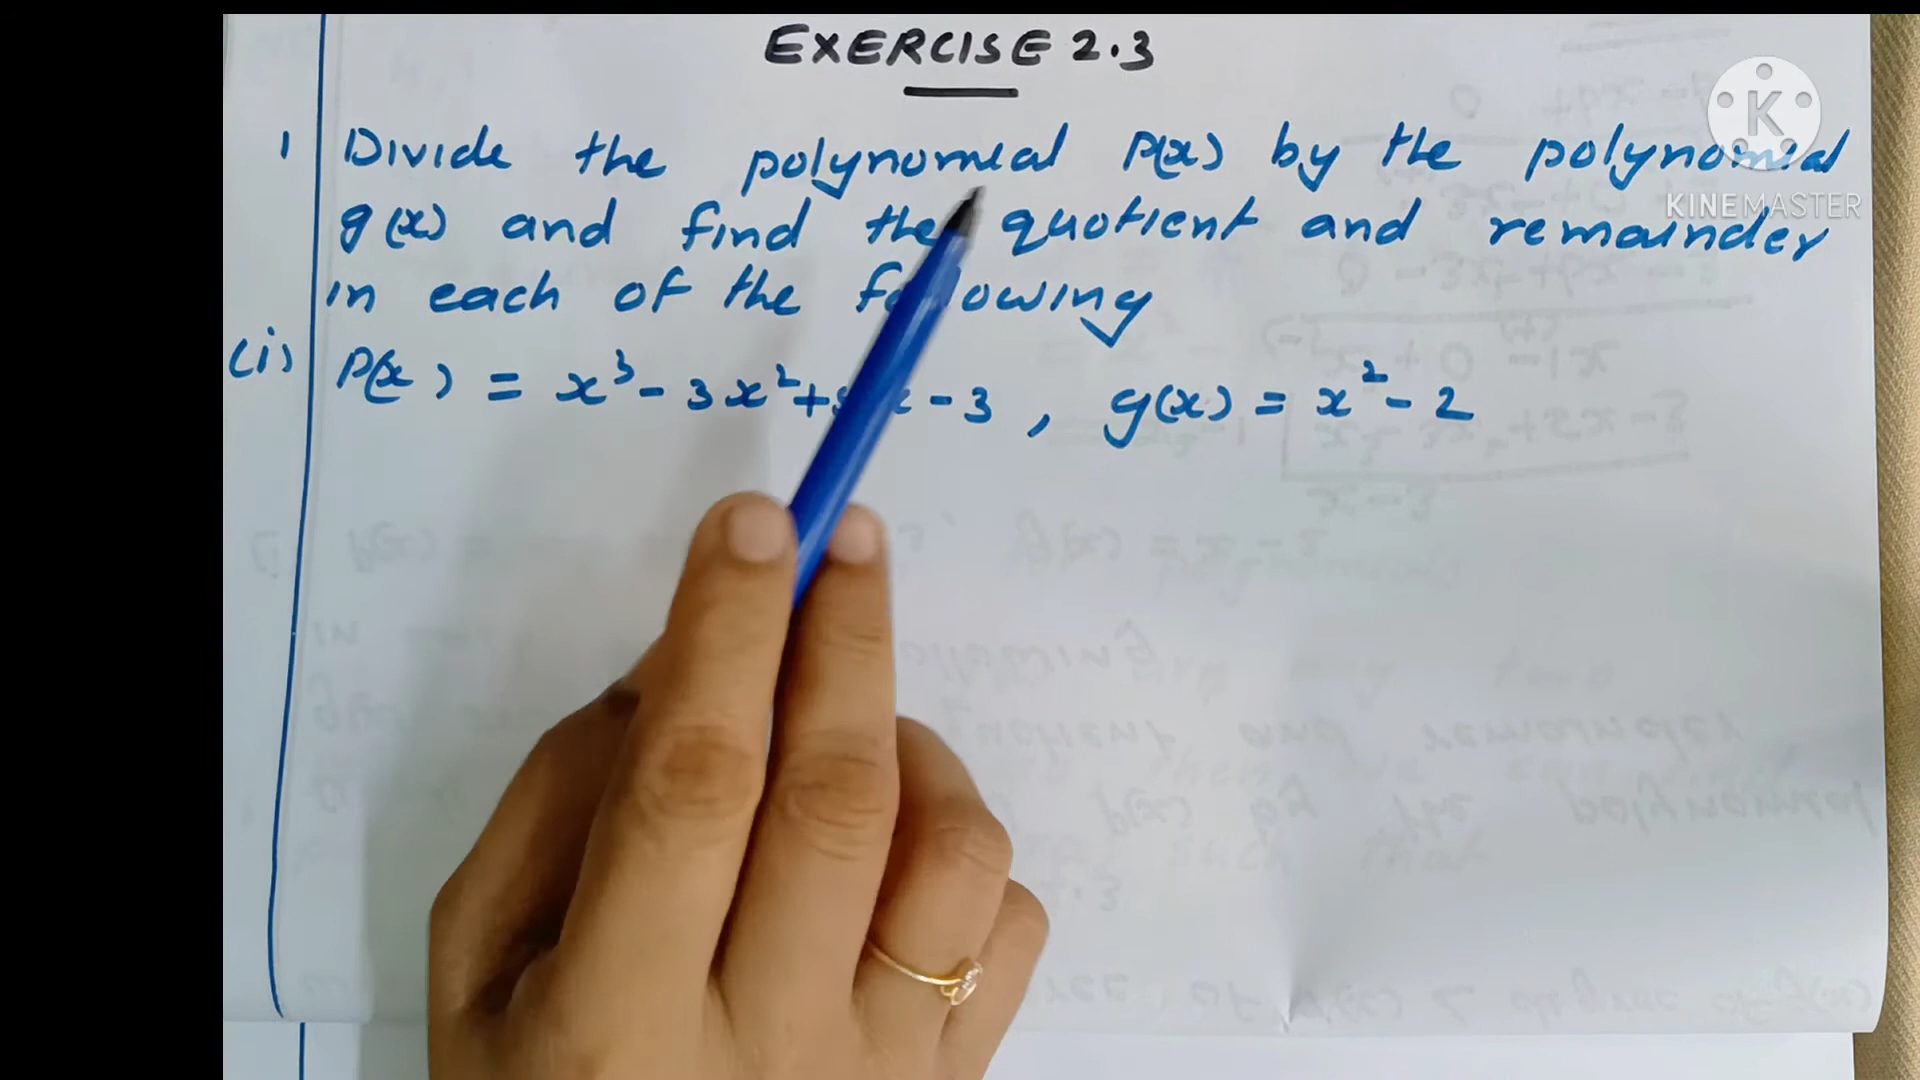 EXERCISE 2.3
1 Divide the polynomial P(x) by the polynomial
g(x) and find the quotient and remainder
in each of the following
(i) P(x) = x³ - 3x² + x - 3, g(x) = x² - 2
K
KINEMASTER